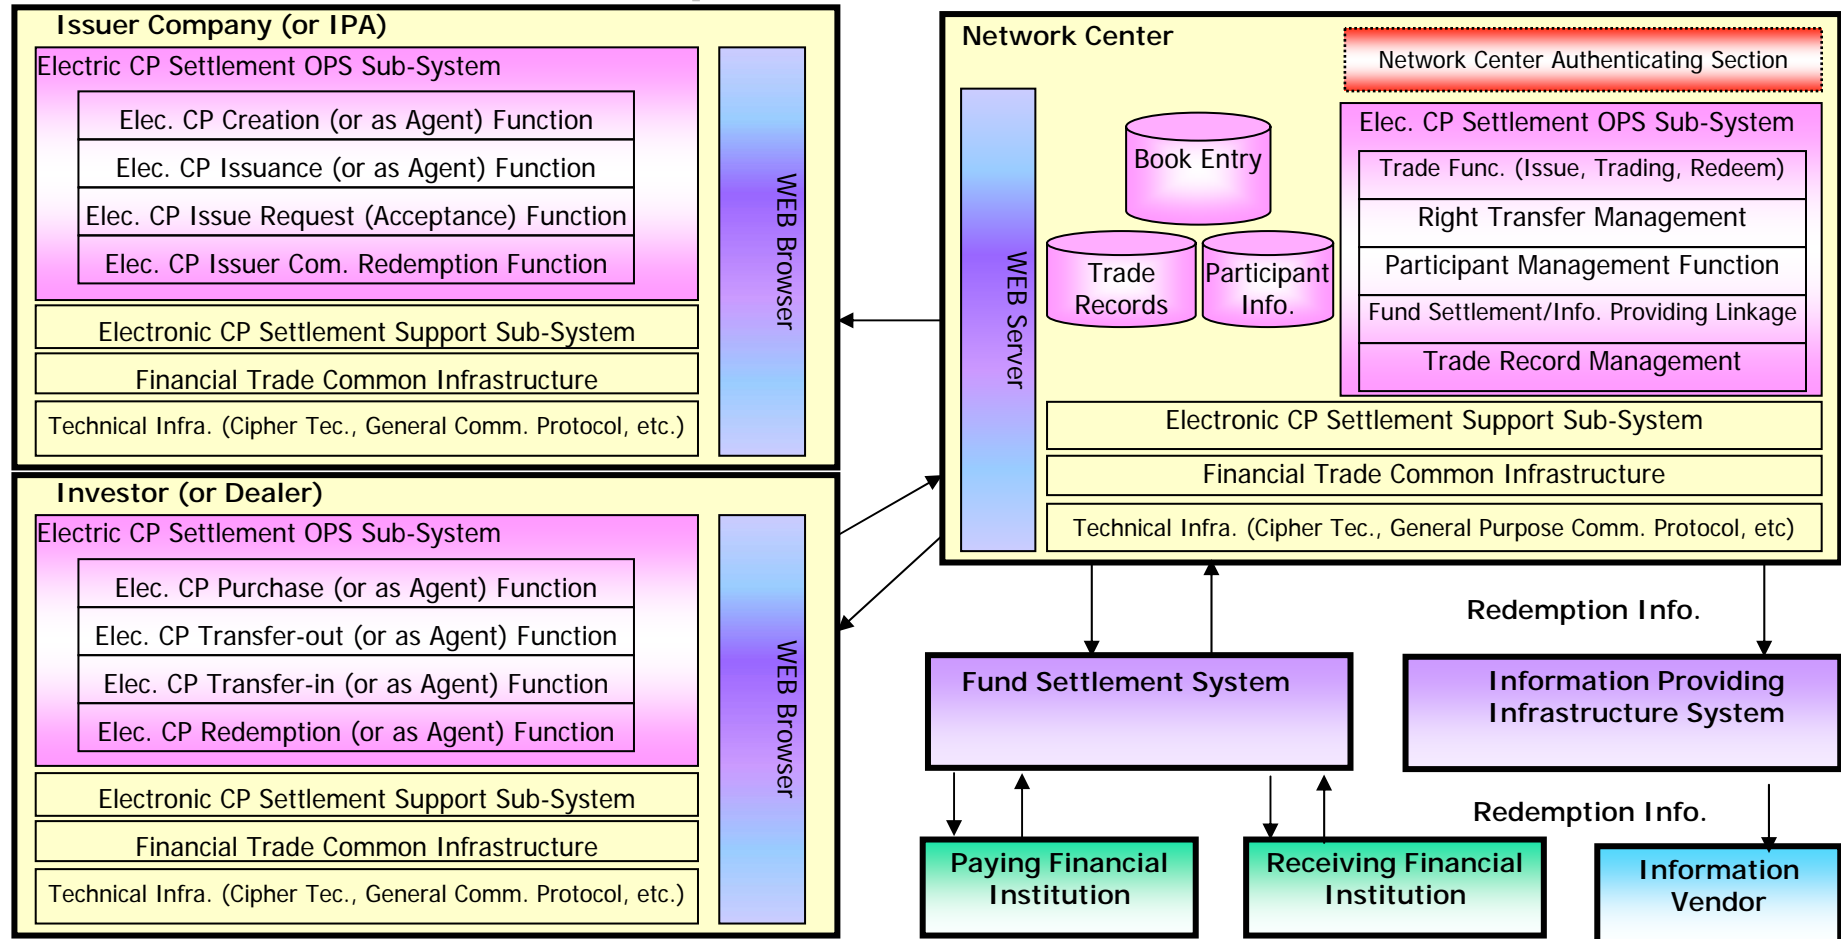 Issuer Company (or IPA)
Electric CP Settlement OPS Sub-System
Elec. CP Creation (or as Agent) Function
Elec. CP Issuance (or as Agent) Function
Elec. CP Issue Request (Acceptance) Function
Elec. CP Issuer Com. Redemption Function
Electronic CP Settlement Support Sub-System
Financial Trade Common Infrastructure
Technical Infra. (Cipher Tec., General Comm. Protocol, etc.)
WEB Browser
Investor (or Dealer)
Electric CP Settlement OPS Sub-System
Elec. CP Purchase (or as Agent) Function
Elec. CP Transfer-out (or as Agent) Function
Elec. CP Transfer-in (or as Agent) Function
Elec. CP Redemption (or as Agent) Function
Electronic CP Settlement Support Sub-System
Financial Trade Common Infrastructure
Technical Infra. (Cipher Tec., General Comm. Protocol, etc.)
WEB Browser
Network Center
Network Center Authenticating Section
WEB Server
Book Entry
Trade
Records
Participant
Info.
Elec. CP Settlement OPS Sub-System
Trade Func. (Issue, Trading, Redeem)
Right Transfer Management
Participant Management Function
Fund Settlement/Info. Providing Linkage
Trade Record Management
Electronic CP Settlement Support Sub-System
Financial Trade Common Infrastructure
Technical Infra. (Cipher Tec., General Purpose Comm. Protocol, etc)
Redemption Info.
Fund Settlement System
Information Providing
Infrastructure System
Redemption Info.
Paying Financial
Institution
Receiving Financial
Institution
Information
Vendor